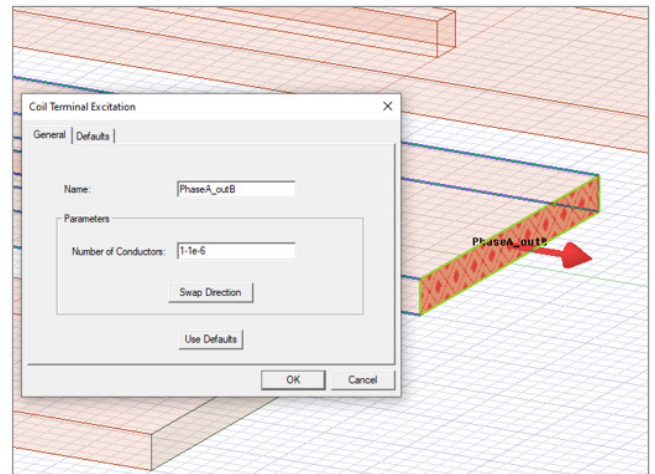 Coil Terminal Excitation
General Defaults
Name: PhaseA_outB
Parameters
Number of Conductors: 1-1e-6
Swap Direction
Use Defaults
OK Cancel
PhaseA_outB